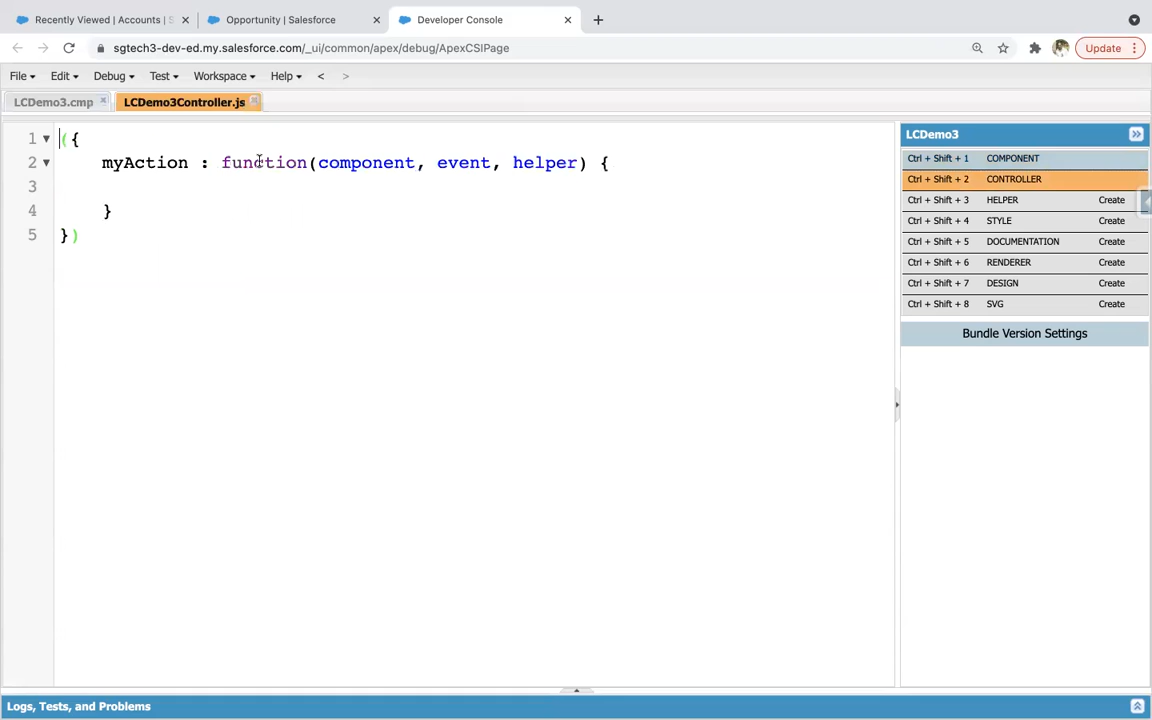 Recently Viewed | Accounts | S
Opportunity | Salesforce
Developer Console
sgtech3-dev-ed.my.salesforce.com/_ui/common/apex/debug/ApexCSIPage
Update
File
Edit
Debug
Test
Workspace
Help
<
>
LCDemo3.cmp
LCDemo3Controller.js
1 ({
2 myAction : function(component, event, helper) {
3
4 }
5 })
LCDemo3
Ctrl + Shift + 1 COMPONENT
Ctrl + Shift + 2 CONTROLLER
Ctrl + Shift + 3 HELPER Create
Ctrl + Shift + 4 STYLE Create
Ctrl + Shift + 5 DOCUMENTATION Create
Ctrl + Shift + 6 RENDERER Create
Ctrl + Shift + 7 DESIGN Create
Ctrl + Shift + 8 SVG Create
Bundle Version Settings
Logs, Tests, and Problems